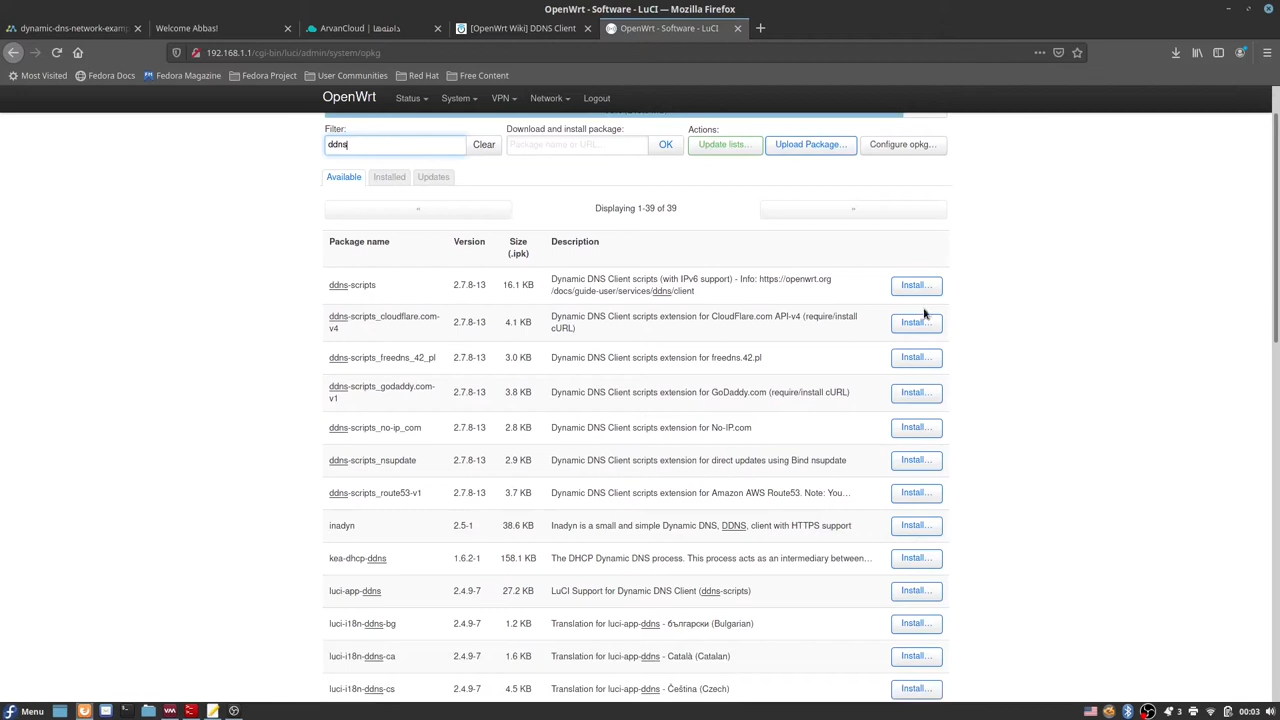 OpenWrt - Software - LuCI — Mozilla Firefox
dynamic-dns-network-exam
Welcome Abbas!
ArvanCloud | دامنه‌ها
[OpenWrt Wiki] DDNS Client
OpenWrt - Software - LuCI
192.168.1.1/cgi-bin/luci/admin/system/opkg
Most Visited
Fedora Docs
Fedora Magazine
Fedora Project
User Communities
Red Hat
Free Content
OpenWrt Status System VPN Network Logout
Filter: Download and install package: Actions:
ddns Clear Package name or URL… OK Update lists… Upload Package… Configure opkg…
Available Installed Updates
« Displaying 1-39 of 39 »
Package name Version Size (.ipk) Description
ddns-scripts 2.7.8-13 16.1 KB Dynamic DNS Client scripts (with IPv6 support) - Info: https://openwrt.org
/docs/guide-user/services/ddns/client Install…
ddns-scripts_cloudflare.com-
v4 2.7.8-13 4.1 KB Dynamic DNS Client scripts extension for CloudFlare.com API-v4 (require/install
cURL) Install…
ddns-scripts_freedns_42_pl 2.7.8-13 3.0 KB Dynamic DNS Client scripts extension for freedns.42.pl Install…
ddns-scripts_godaddy.com-
v1 2.7.8-13 3.8 KB Dynamic DNS Client scripts extension for GoDaddy.com (require/install cURL) Install…
ddns-scripts_no-ip_com 2.7.8-13 2.8 KB Dynamic DNS Client scripts extension for No-IP.com Install…
ddns-scripts_nsupdate 2.7.8-13 2.9 KB Dynamic DNS Client scripts extension for direct updates using Bind nsupdate Install…
ddns-scripts_route53-v1 2.7.8-13 3.7 KB Dynamic DNS Client scripts extension for Amazon AWS Route53. Note: You… Install…
inadyn 2.5-1 38.6 KB Inadyn is a small and simple Dynamic DNS, DDNS, client with HTTPS support Install…
kea-dhcp-ddns 1.6.2-1 158.1 KB The DHCP Dynamic DNS process. This process acts as an intermediary between… Install…
luci-app-ddns 2.4.9-7 27.2 KB LuCI Support for Dynamic DNS Client (ddns-scripts) Install…
luci-i18n-ddns-bg 2.4.9-7 1.2 KB Translation for luci-app-ddns - български (Bulgarian) Install…
luci-i18n-ddns-ca 2.4.9-7 1.6 KB Translation for luci-app-ddns - Català (Catalan) Install…
luci-i18n-ddns-cs 2.4.9-7 4.5 KB Translation for luci-app-ddns - Čeština (Czech) Install…
Menu 3 00:03